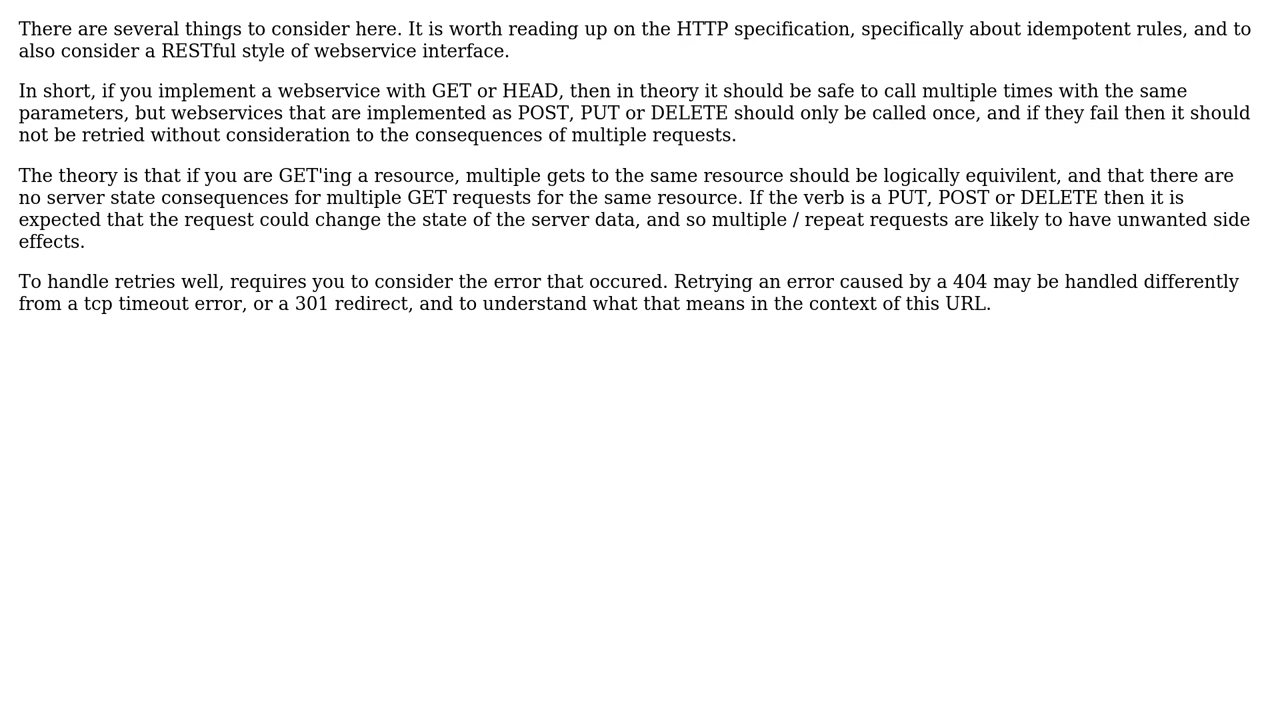 There are several things to consider here. It is worth reading up on the HTTP specification, specifically about idempotent rules, and to
also consider a RESTful style of webservice interface.
In short, if you implement a webservice with GET or HEAD, then in theory it should be safe to call multiple times with the same
parameters, but webservices that are implemented as POST, PUT or DELETE should only be called once, and if they fail then it should
not be retried without consideration to the consequences of multiple requests.
The theory is that if you are GET'ing a resource, multiple gets to the same resource should be logically equivilent, and that there are
no server state consequences for multiple GET requests for the same resource. If the verb is a PUT, POST or DELETE then it is
expected that the request could change the state of the server data, and so multiple / repeat requests are likely to have unwanted side
effects.
To handle retries well, requires you to consider the error that occured. Retrying an error caused by a 404 may be handled differently
from a tcp timeout error, or a 301 redirect, and to understand what that means in the context of this URL.